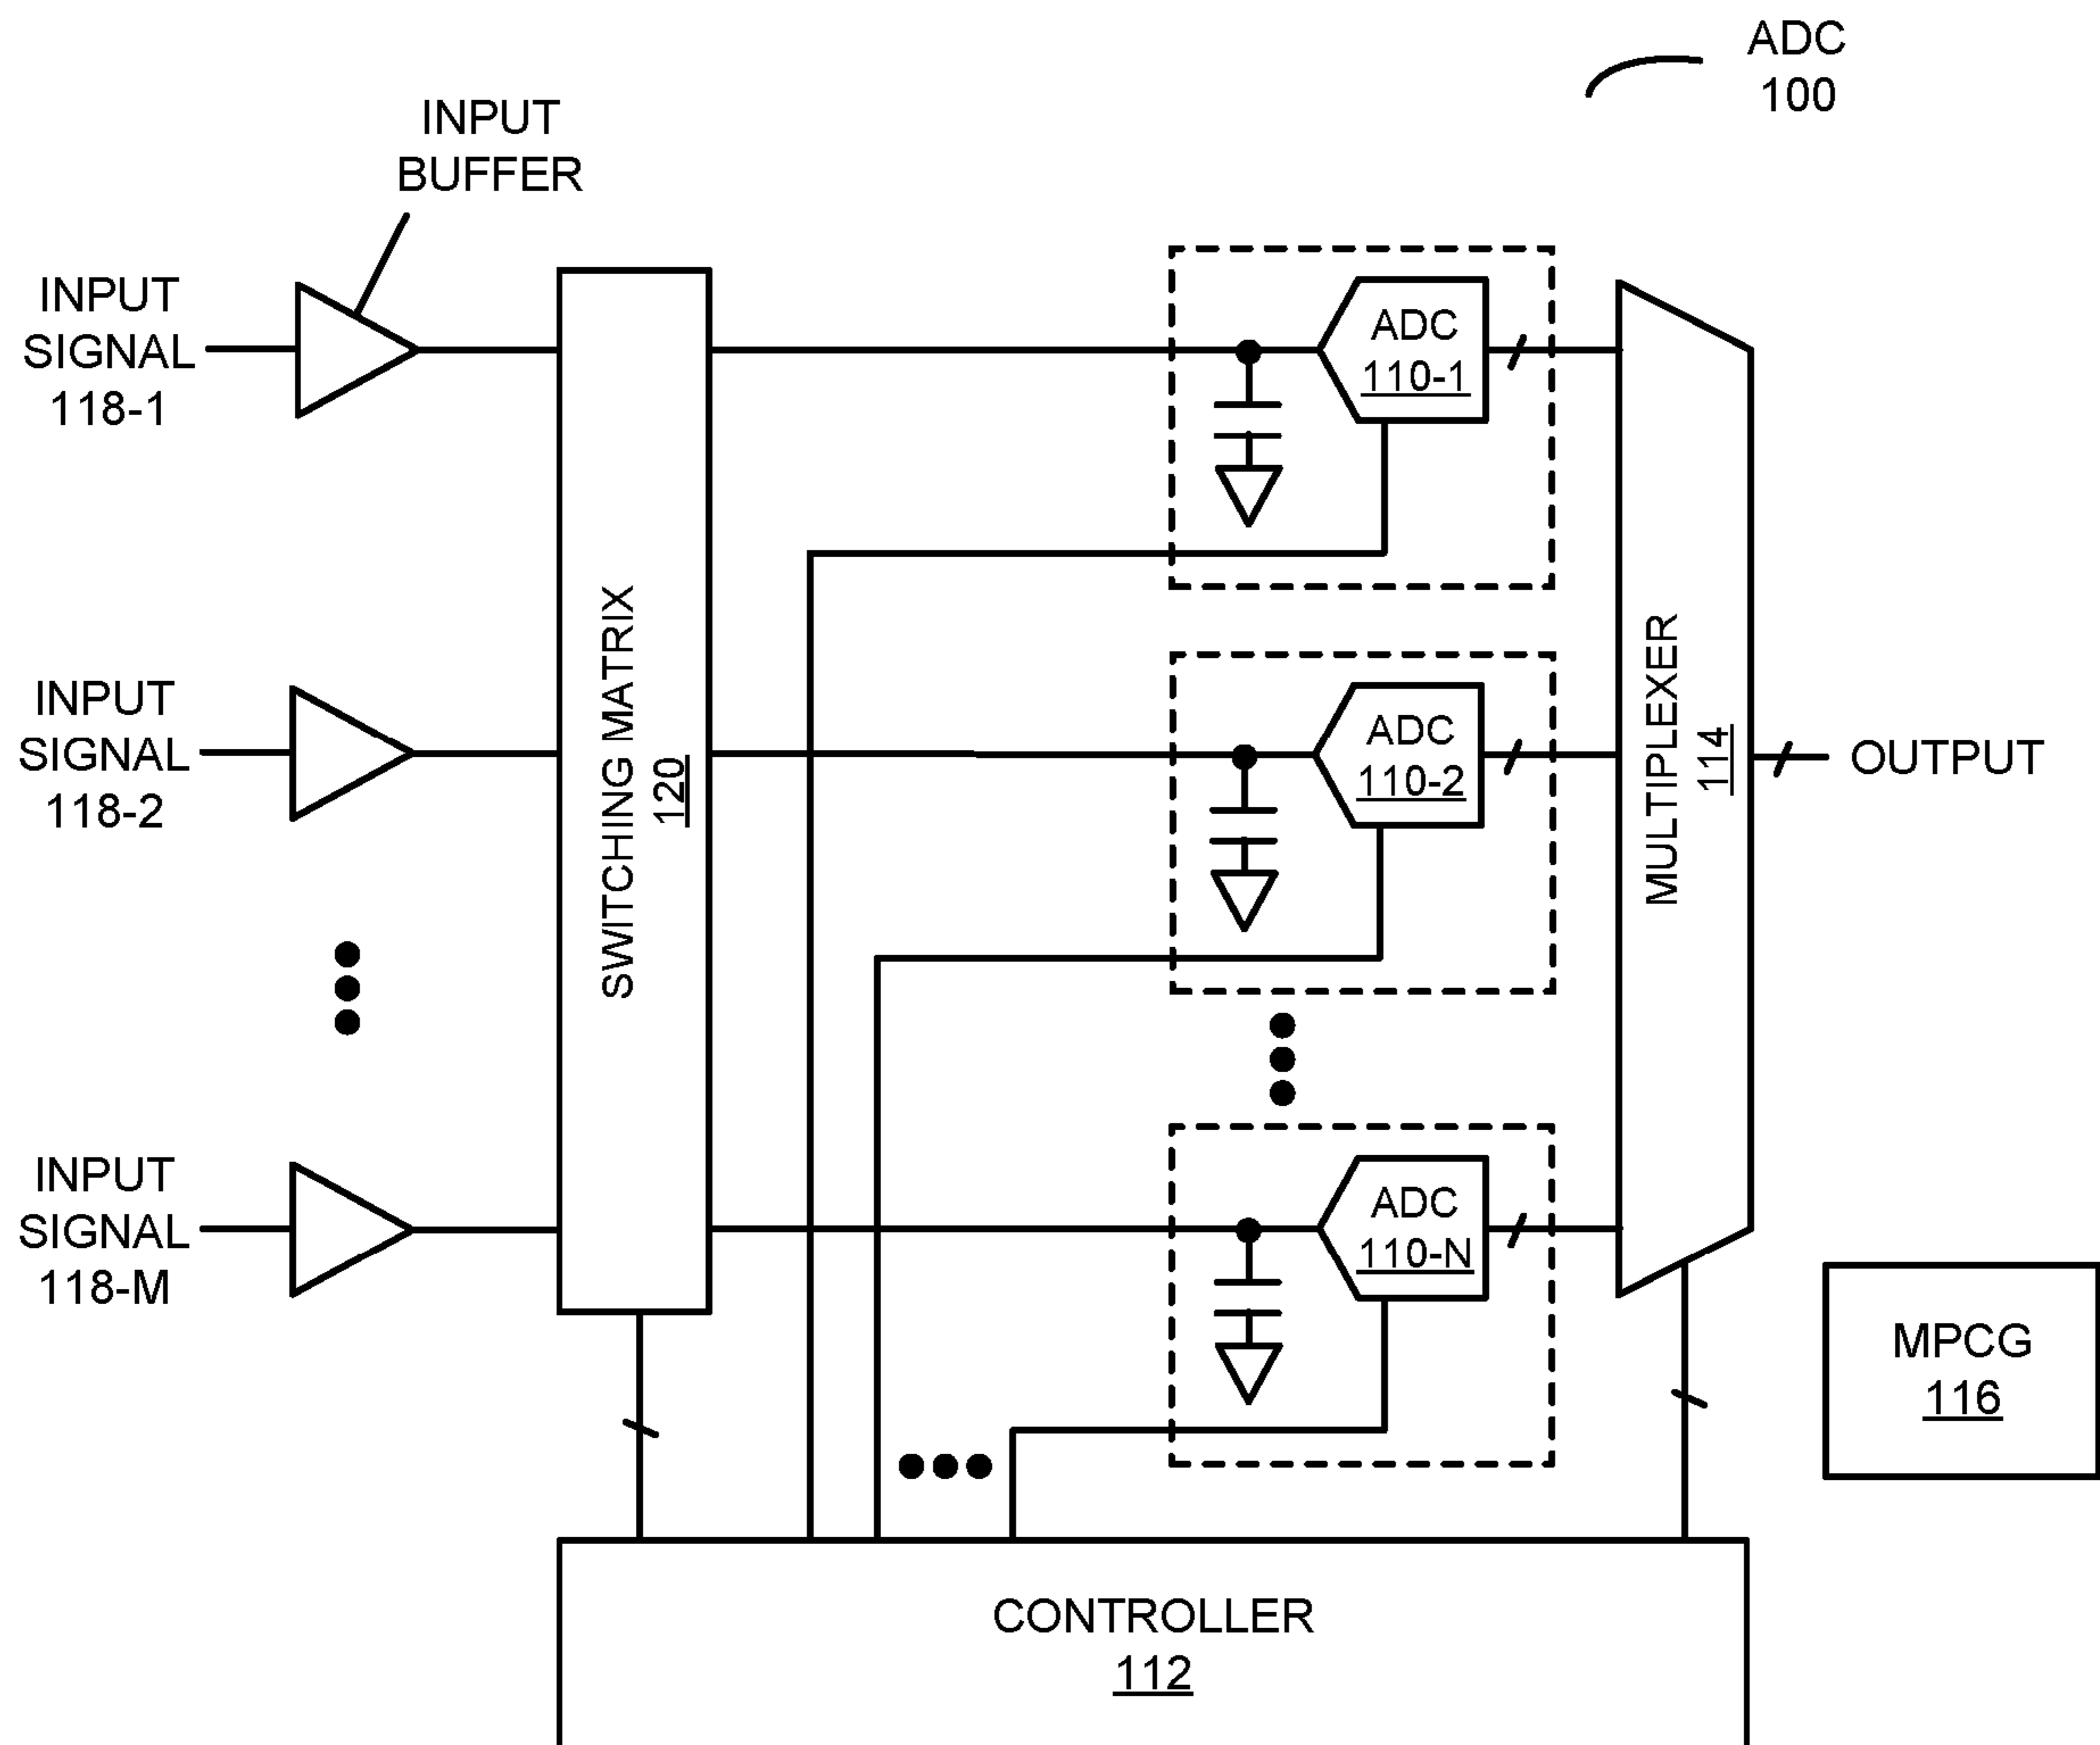 ADC
100
INPUT
BUFFER
INPUT
SIGNAL
118-1
ADC
110-1
INPUT
SIGNAL
118-2
SWITCHING MATRIX
120
ADC
110-2
MULTIPLEXER
114
OUTPUT
INPUT
SIGNAL
118-M
ADC
110-N
MPCG
116
CONTROLLER
112